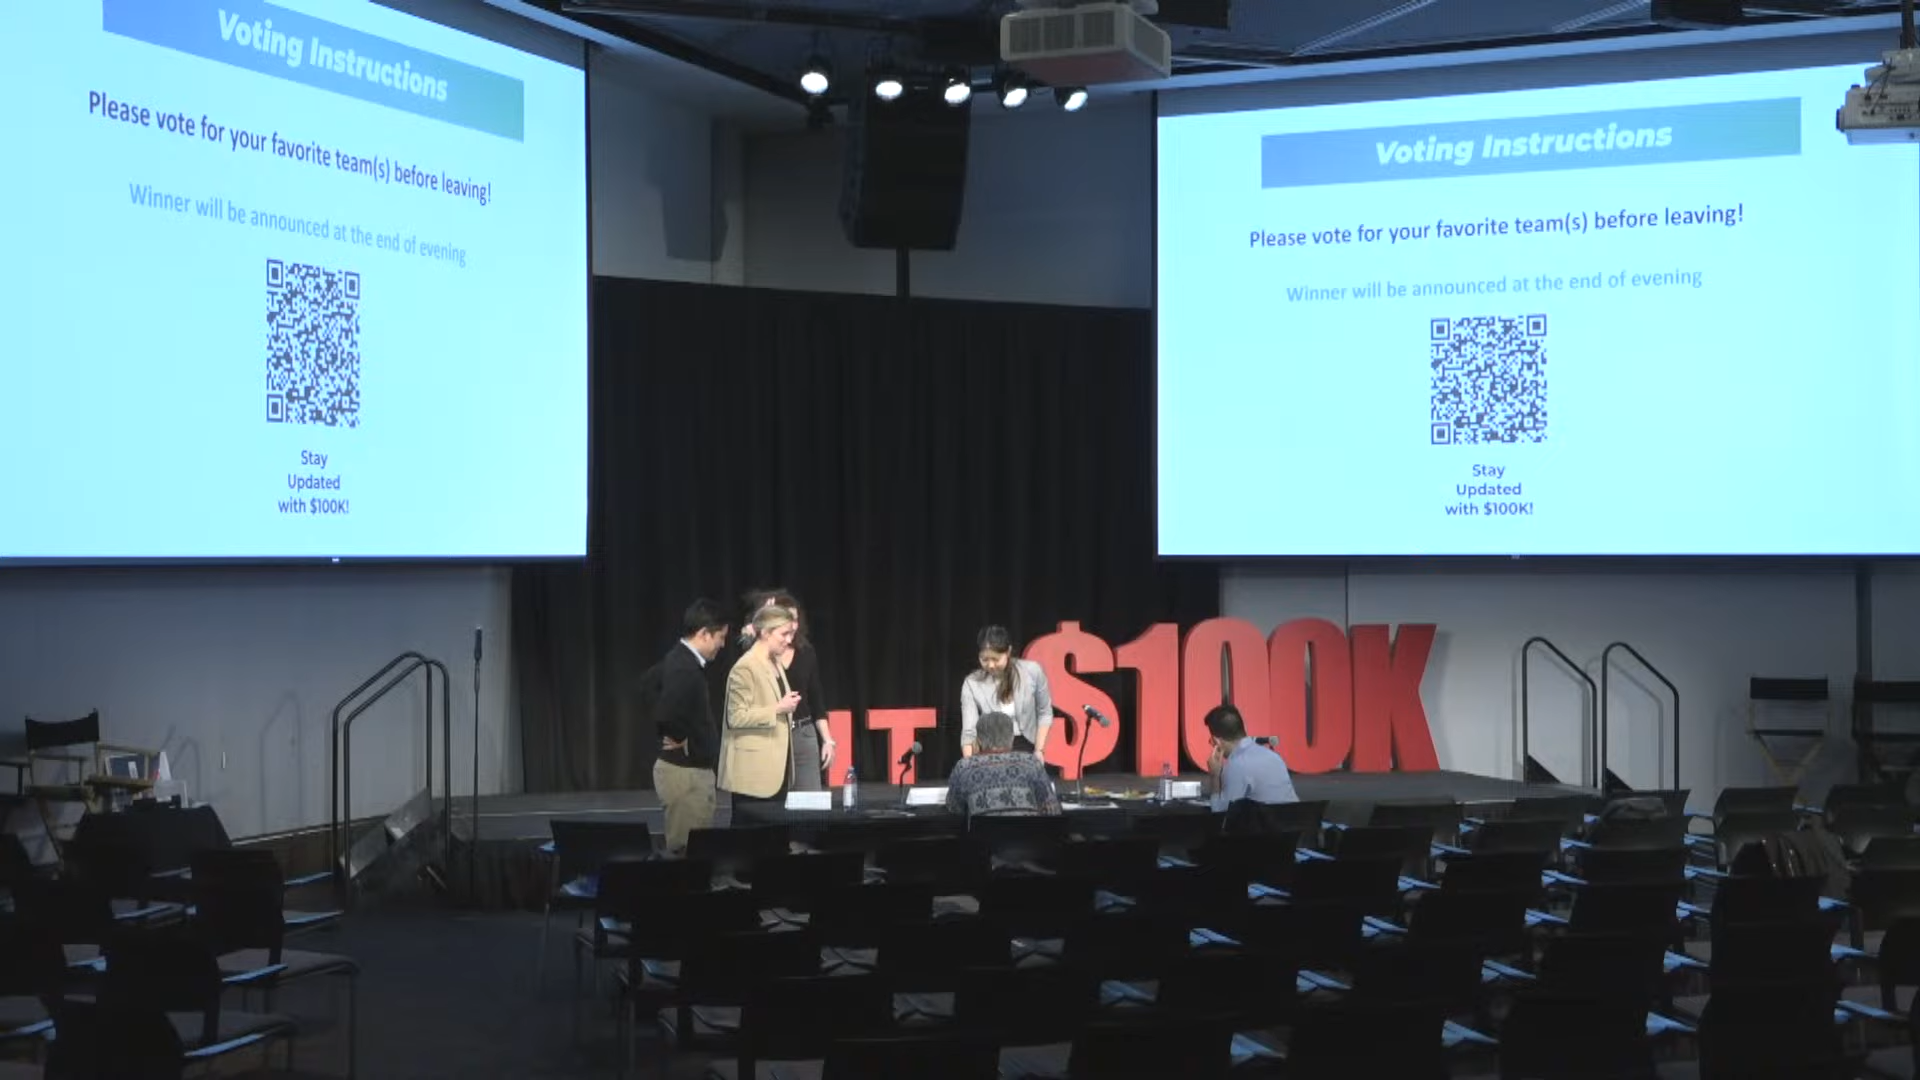 Voting Instructions
Please vote for your favorite team(s) before leaving!
Winner will be announced at the end of evening
Stay
Updated
with $100K!
Voting Instructions
Please vote for your favorite team(s) before leaving!
Winner will be announced at the end of evening
Stay
Updated
with $100K!
IT $100K